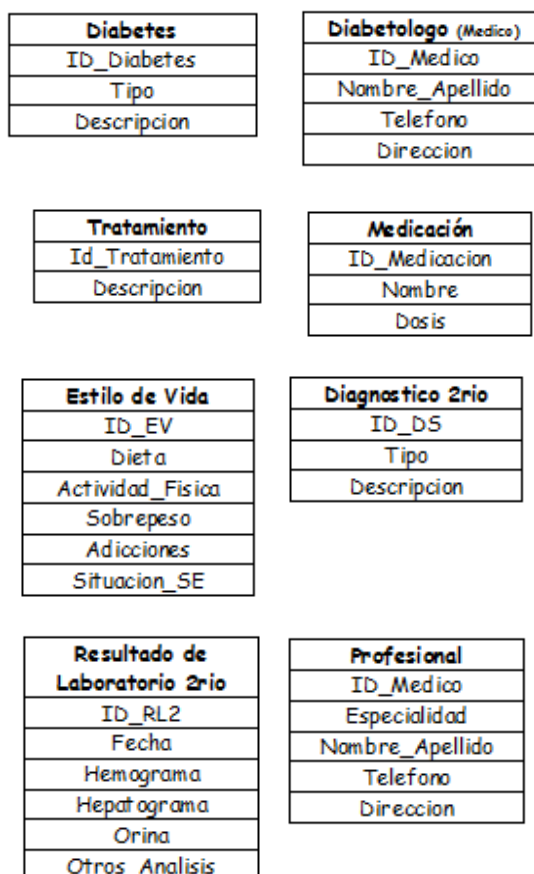 Diabetes
ID_Diabetes
Tipo
Descripcion
Diabetologo (Medico)
ID_Medico
Nombre_Apellido
Telefono
Direccion
Tratamiento
Id_Tratamiento
Descripcion
Medicación
ID_Medicacion
Nombre
Dosis
Estilo de Vida
ID_EV
Dieta
Actividad_Fisica
Sobrepeso
Adicciones
Situacion_SE
Diagnostico 2rio
ID_DS
Tipo
Descripcion
Resultado de
Laboratorio 2rio
ID_RL2
Fecha
Hemograma
Hepatograma
Orina
Otros_Analisis
Profesional
ID_Medico
Especialidad
Nombre_Apellido
Telefono
Direccion